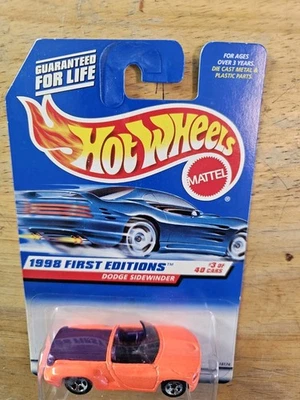 GUARANTEED
FOR LIFE
FOR AGES
OVER 3 YEARS.
DIE CAST METAL &
PLASTIC PARTS.
HOT WHEELS
MATTEL
1998 FIRST EDITIONS™
#3 OF
40 CARS
DODGE SIDEWINDER